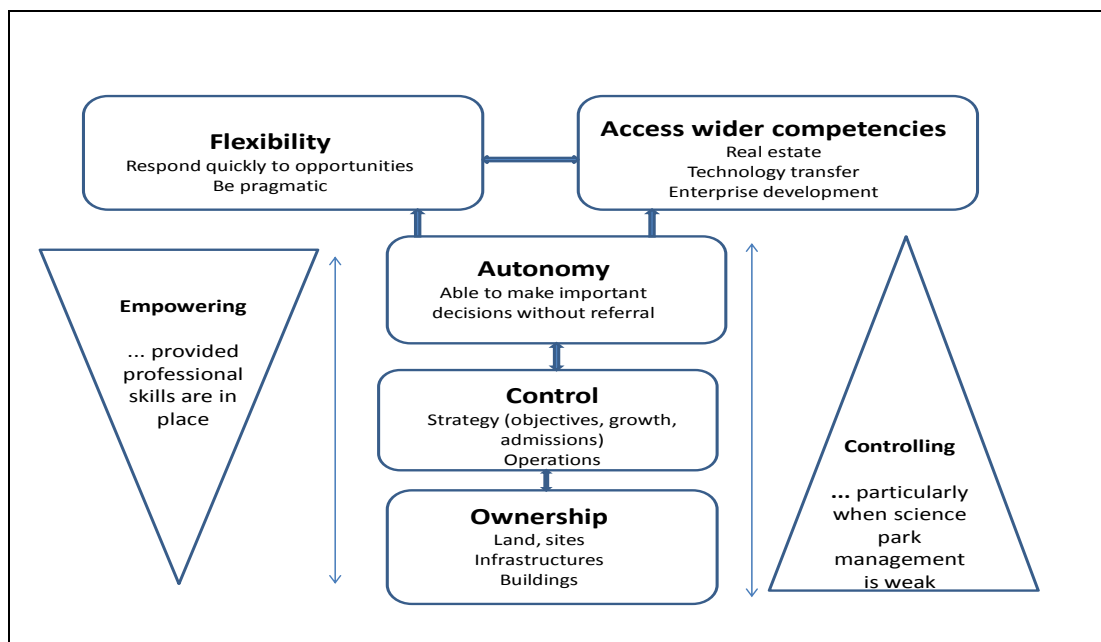 Flexibility
Respond quickly to opportunities
Be pragmatic
Access wider competencies
Real estate
Technology transfer
Enterprise development
Autonomy
Able to make important
decisions without referral
Empowering
... provided
professional
skills are in
place
Control
Strategy (objectives, growth,
admissions)
Operations
Ownership
Land, sites
Infrastructures
Buildings
Controlling
... particularly
when science
park
management
is weak